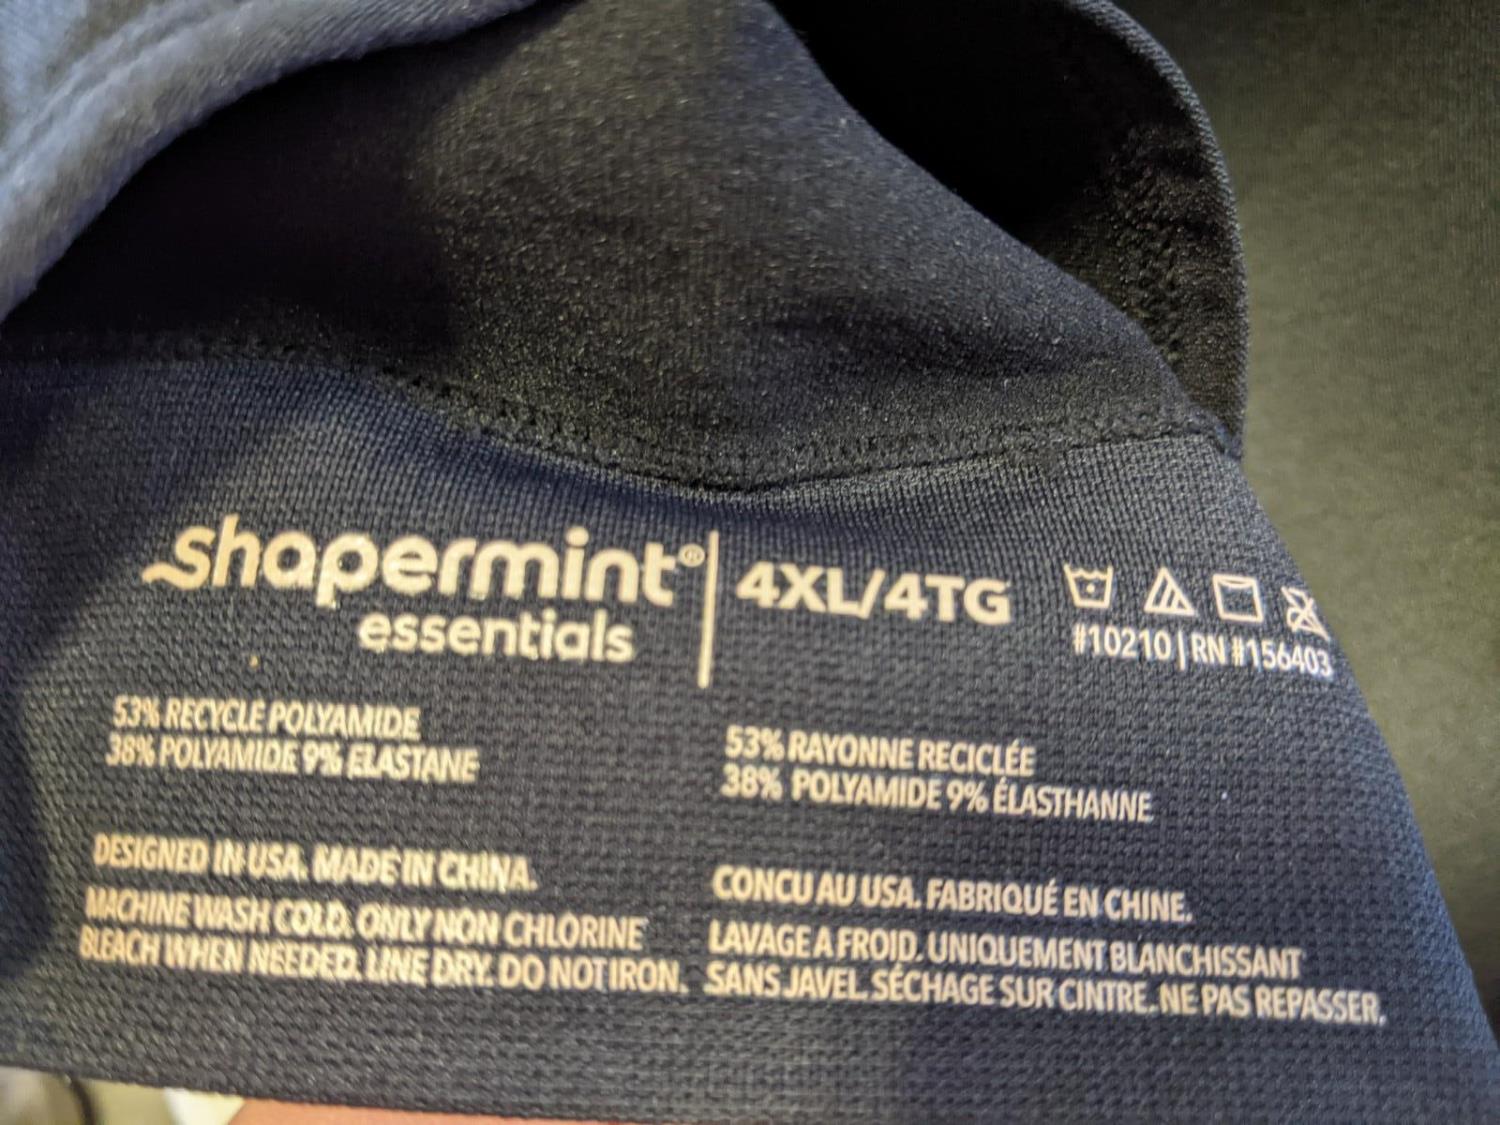 shapermint®
essentials
4XL/4TG
#10210 | RN #156403
53% RECYCLE POLYAMIDE
38% POLYAMIDE 9% ELASTANE
53% RAYONNE RECICLÉE
38% POLYAMIDE 9% ÉLASTHANNE
DESIGNED IN USA. MADE IN CHINA.
MACHINE WASH COLD. ONLY NON CHLORINE
BLEACH WHEN NEEDED. LINE DRY. DO NOT IRON.
CONCU AU USA. FABRIQUÉ EN CHINE.
LAVAGE A FROID. UNIQUEMENT BLANCHISSANT
SANS JAVEL. SÉCHAGE SUR CINTRE. NE PAS REPASSER.